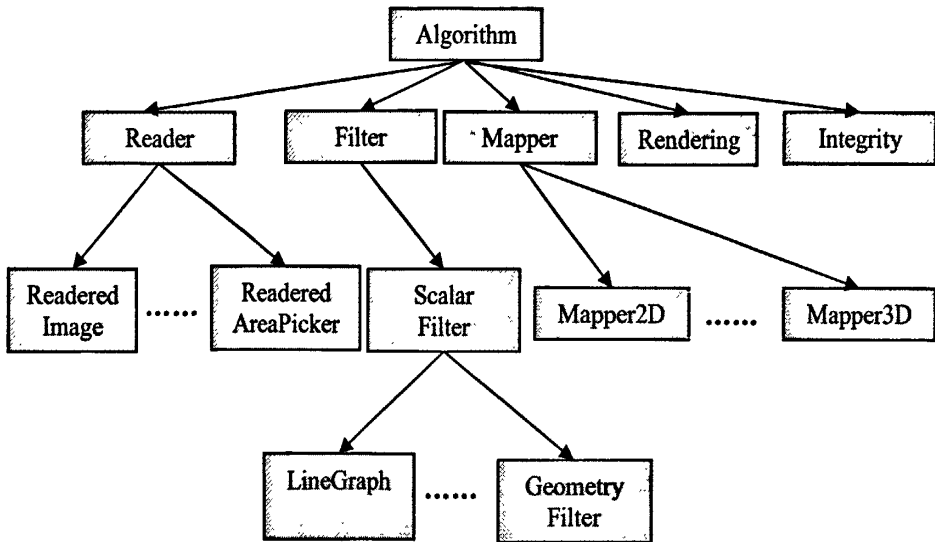 Algorithm
Reader
Filter
Mapper
Rendering
Integrity
Readered
Image
......
Readered
AreaPicker
Scalar
Filter
Mapper2D
......
Mapper3D
LineGraph
......
Geometry
Filter